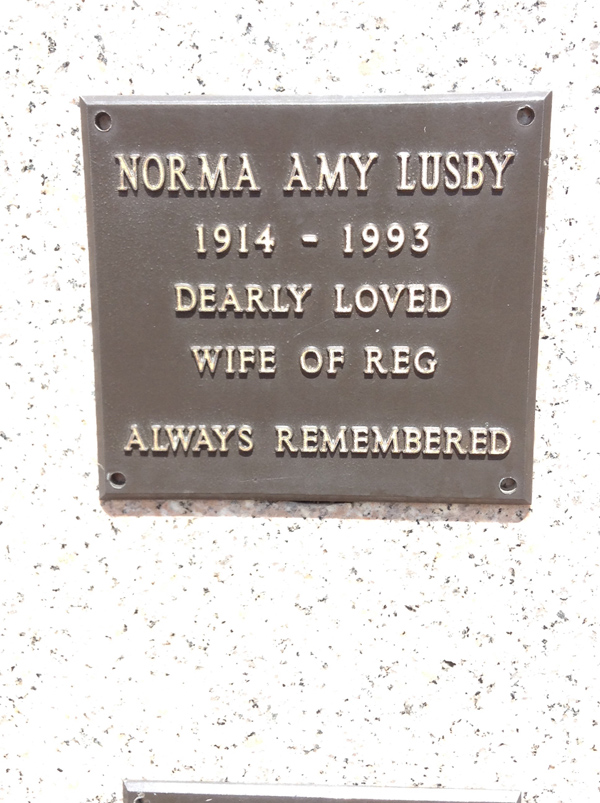 NORMA AMY LUSBY
1914 - 1993
DEARLY LOVED
WIFE OF REG
ALWAYS REMEMBERED